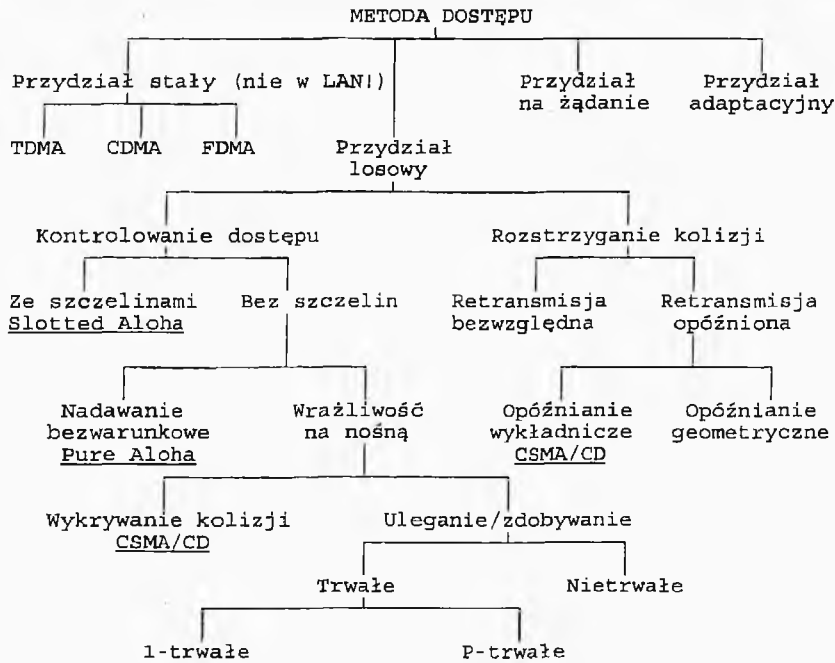 METODA DOSTĘPU
Przydział stały (nie w LAN!)
Przydział
na żądanie
Przydział
adaptacyjny
TDMA CDMA FDMA
Przydział
losowy
Kontrolowanie dostępu
Rozstrzyganie kolizji
Ze szczelinami
Slotted Aloha
Bez szczelin
Retransmisja
bezwzględna
Retransmisja
opóźniona
Nadawanie
bezwarunkowe
Pure Aloha
Wrażliwość
na nośną
Opóźnianie
wykładnicze
CSMA/CD
Opóźnianie
geometryczne
Wykrywanie kolizji
CSMA/CD
Uleganie/zdobywanie
Trwałe
Nietrwałe
1-trwałe
P-trwałe